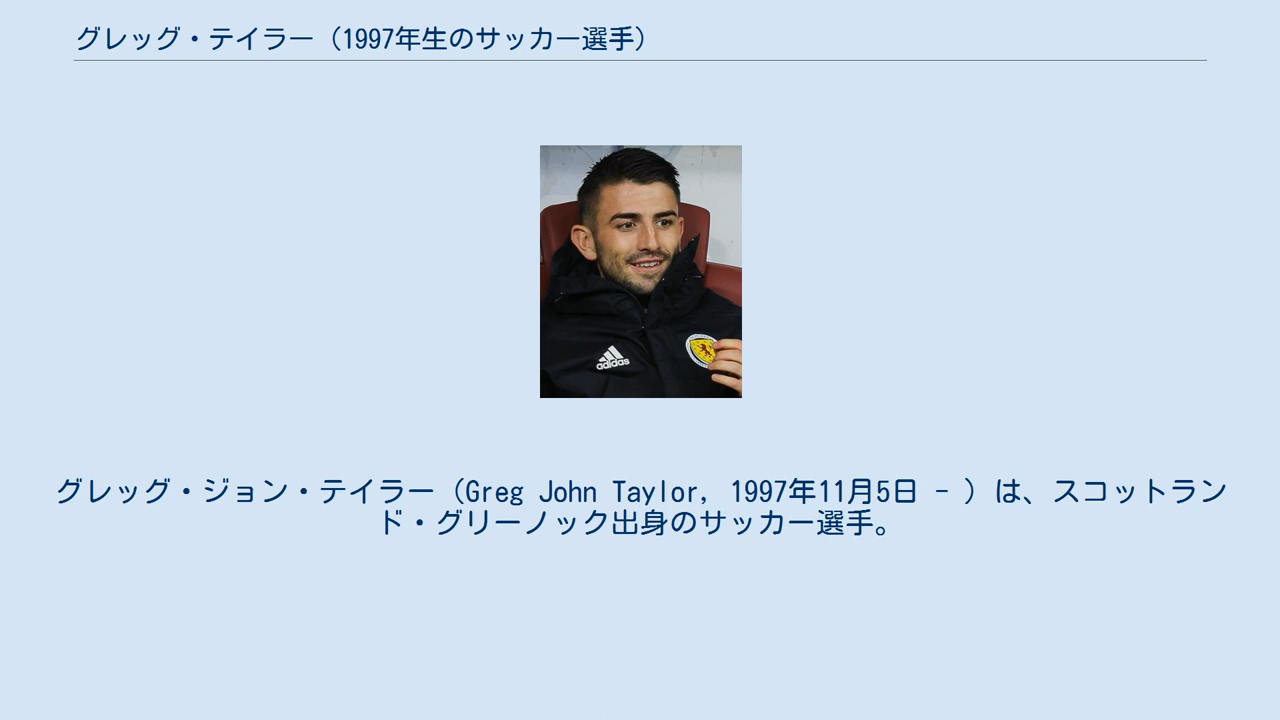 グレッグ・テイラー（1997年生のサッカー選手）
adidas
グレッグ・ジョン・テイラー（Greg John Taylor, 1997年11月5日 - ）は、スコットラン
ド・グリーノック出身のサッカー選手。